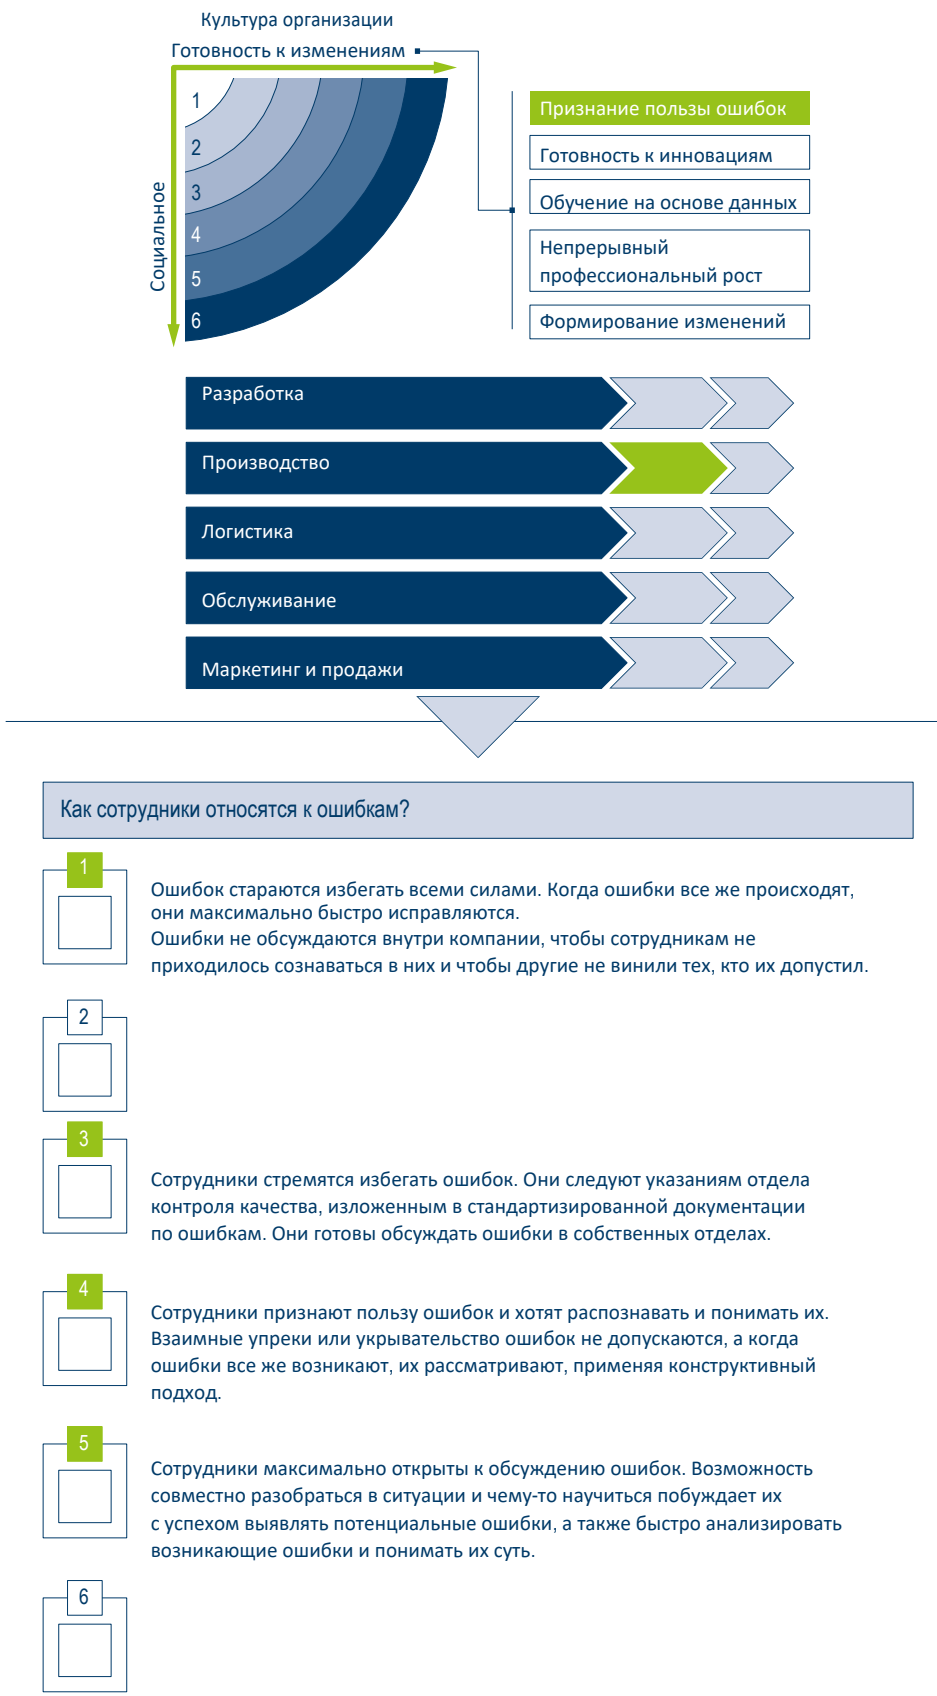 Культура организации
Готовность к изменениям
Социальное
1
2
3
4
5
6
Признание пользы ошибок
Готовность к инновациям
Обучение на основе данных
Непрерывный
профессиональный рост
Формирование изменений
Разработка
Производство
Логистика
Обслуживание
Маркетинг и продажи
Как сотрудники относятся к ошибкам?
1
Ошибок стараются избегать всеми силами. Когда ошибки все же происходят,
они максимально быстро исправляются.
Ошибки не обсуждаются внутри компании, чтобы сотрудникам не
приходилось сознаваться в них и чтобы другие не винили тех, кто их допустил.
2
3
Сотрудники стремятся избегать ошибок. Они следуют указаниям отдела
контроля качества, изложенным в стандартизированной документации
по ошибкам. Они готовы обсуждать ошибки в собственных отделах.
4
Сотрудники признают пользу ошибок и хотят распознавать и понимать их.
Взаимные упреки или укрывательство ошибок не допускаются, а когда
ошибки все же возникают, их рассматривают, применяя конструктивный
подход.
5
Сотрудники максимально открыты к обсуждению ошибок. Возможность
совместно разобраться в ситуации и чему-то научиться побуждает их
с успехом выявлять потенциальные ошибки, а также быстро анализировать
возникающие ошибки и понимать их суть.
6